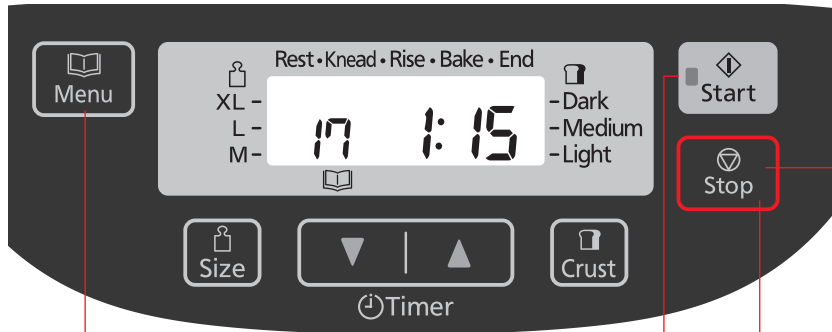 Menu
Rest • Knead • Rise • Bake • End
XL –
L –
M –
17 1:15
– Dark
– Medium
– Light
Start
Stop
Size
Timer
Crust